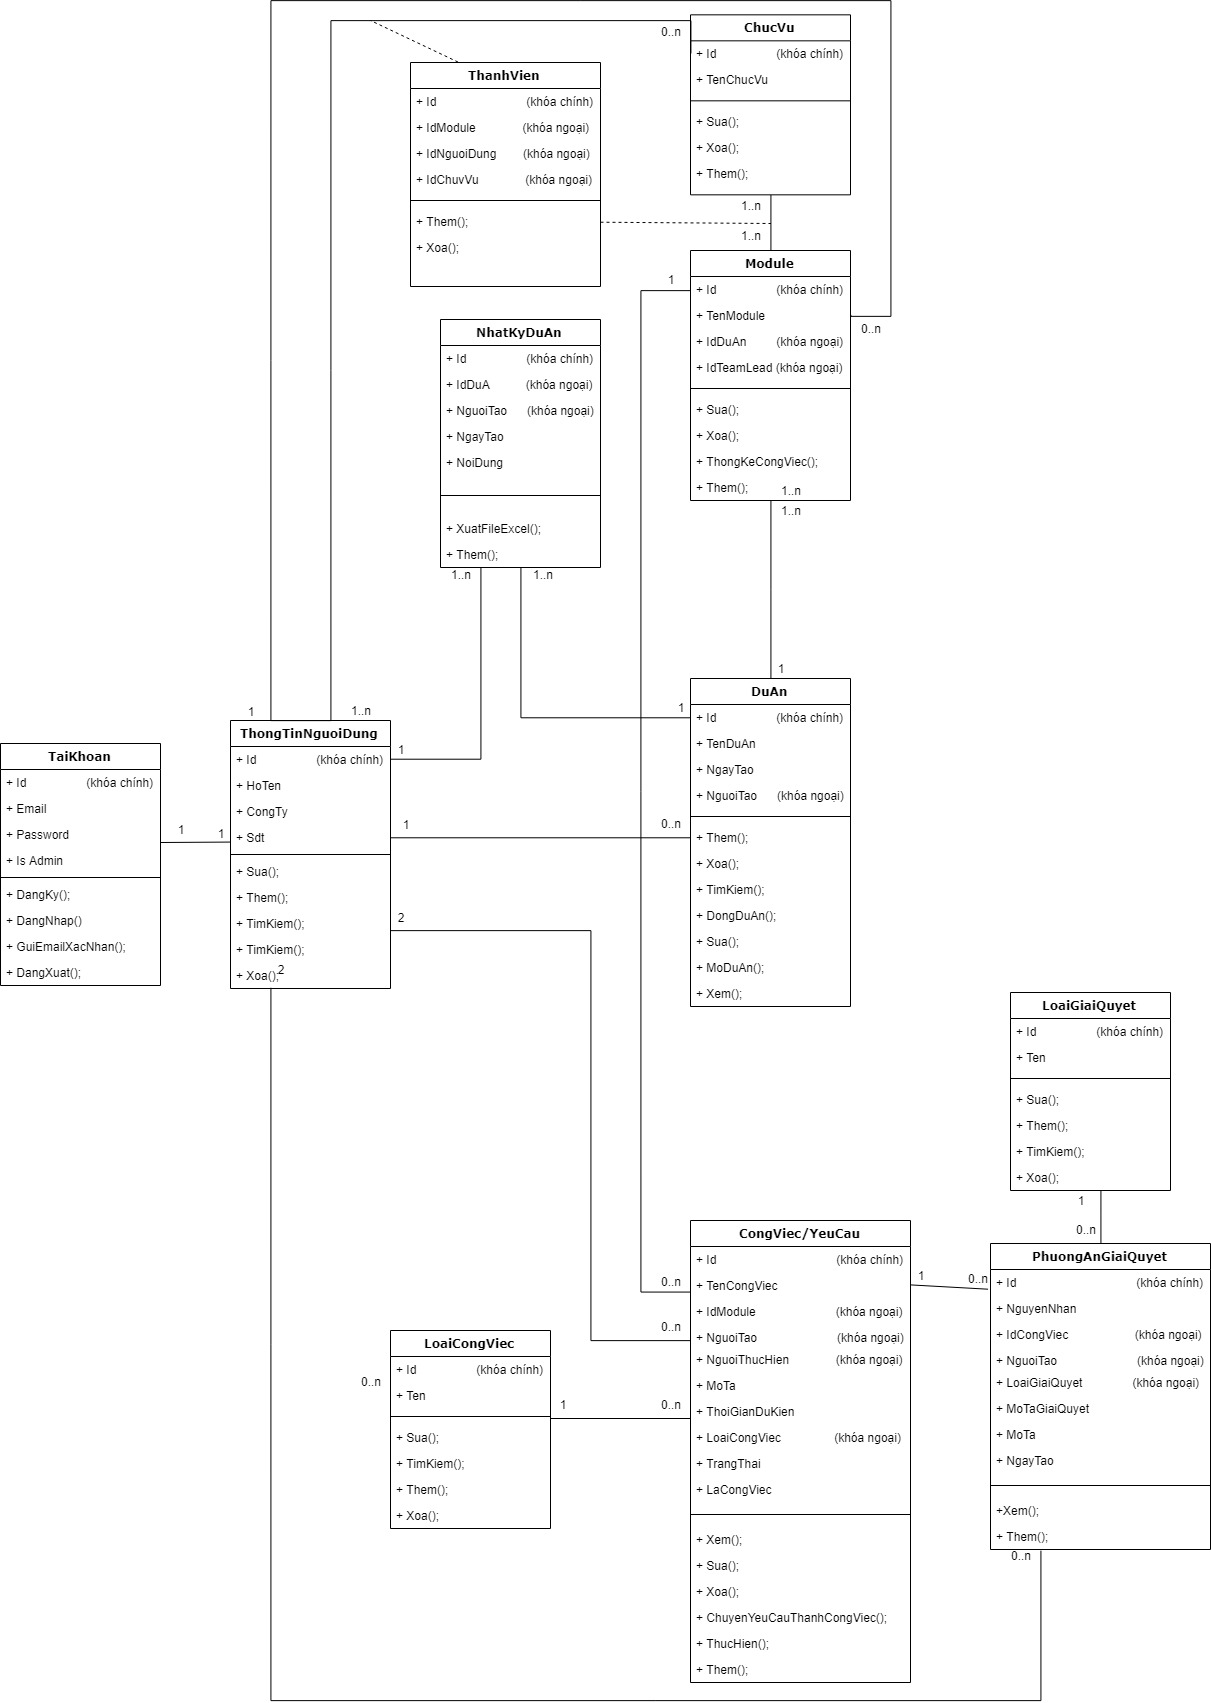 0..n
ChucVu
+ Id (khóa chính)
+ TenChucVu
+ Sua();
+ Xoa();
+ Them();
1..n
ThanhVien
+ Id (khóa chính)
+ IdModule (khóa ngoại)
+ IdNguoiDung (khóa ngoại)
+ IdChuvVu (khóa ngoại)
+ Them();
+ Xoa();
1..n
1
Module
+ Id (khóa chính)
+ TenModule
+ IdDuAn (khóa ngoại)
+ IdTeamLead (khóa ngoại)
+ Sua();
+ Xoa();
+ ThongKeCongViec();
+ Them();
0..n
1..n
1..n
NhatKyDuAn
+ Id (khóa chính)
+ IdDuA (khóa ngoại)
+ NguoiTao (khóa ngoại)
+ NgayTao
+ NoiDung
+ XuatFileExcel();
+ Them();
1..n
1..n
1
1
DuAn
+ Id (khóa chính)
+ TenDuAn
+ NgayTao
+ NguoiTao (khóa ngoại)
+ Them();
+ Xoa();
+ TimKiem();
+ DongDuAn();
+ Sua();
+ MoDuAn();
+ Xem();
1
1..n
ThongTinNguoiDung
+ Id (khóa chính)
+ HoTen
+ CongTy
+ Sdt
+ Sua();
+ Them();
+ TimKiem();
+ TimKiem();
+ Xoa();
2
1
1
0..n
2
TaiKhoan
+ Id (khóa chính)
+ Email
+ Password
+ Is Admin
+ DangKy();
+ DangNhap()
+ GuiEmailXacNhan();
+ DangXuat();
1
1
LoaiGiaiQuyet
+ Id (khóa chính)
+ Ten
+ Sua();
+ Them();
+ TimKiem();
+ Xoa();
1
0..n
CongViec/YeuCau
+ Id (khóa chính)
+ TenCongViec
+ IdModule (khóa ngoại)
+ NguoiTao (khóa ngoại)
+ NguoiThucHien (khóa ngoại)
+ MoTa
+ ThoiGianDuKien
+ LoaiCongViec (khóa ngoại)
+ TrangThai
+ LaCongViec
+ Xem();
+ Sua();
+ Xoa();
+ ChuyenYeuCauThanhCongViec();
+ ThucHien();
+ Them();
0..n
0..n
1
0..n
PhuongAnGiaiQuyet
+ Id (khóa chính)
+ NguyenNhan
+ IdCongViec (khóa ngoại)
+ NguoiTao (khóa ngoại)
+ LoaiGiaiQuyet (khóa ngoại)
+ MoTaGiaiQuyet
+ MoTa
+ NgayTao
+Xem();
+ Them();
0..n
LoaiCongViec
+ Id (khóa chính)
+ Ten
+ Sua();
+ TimKiem();
+ Them();
+ Xoa();
0..n
1
0..n